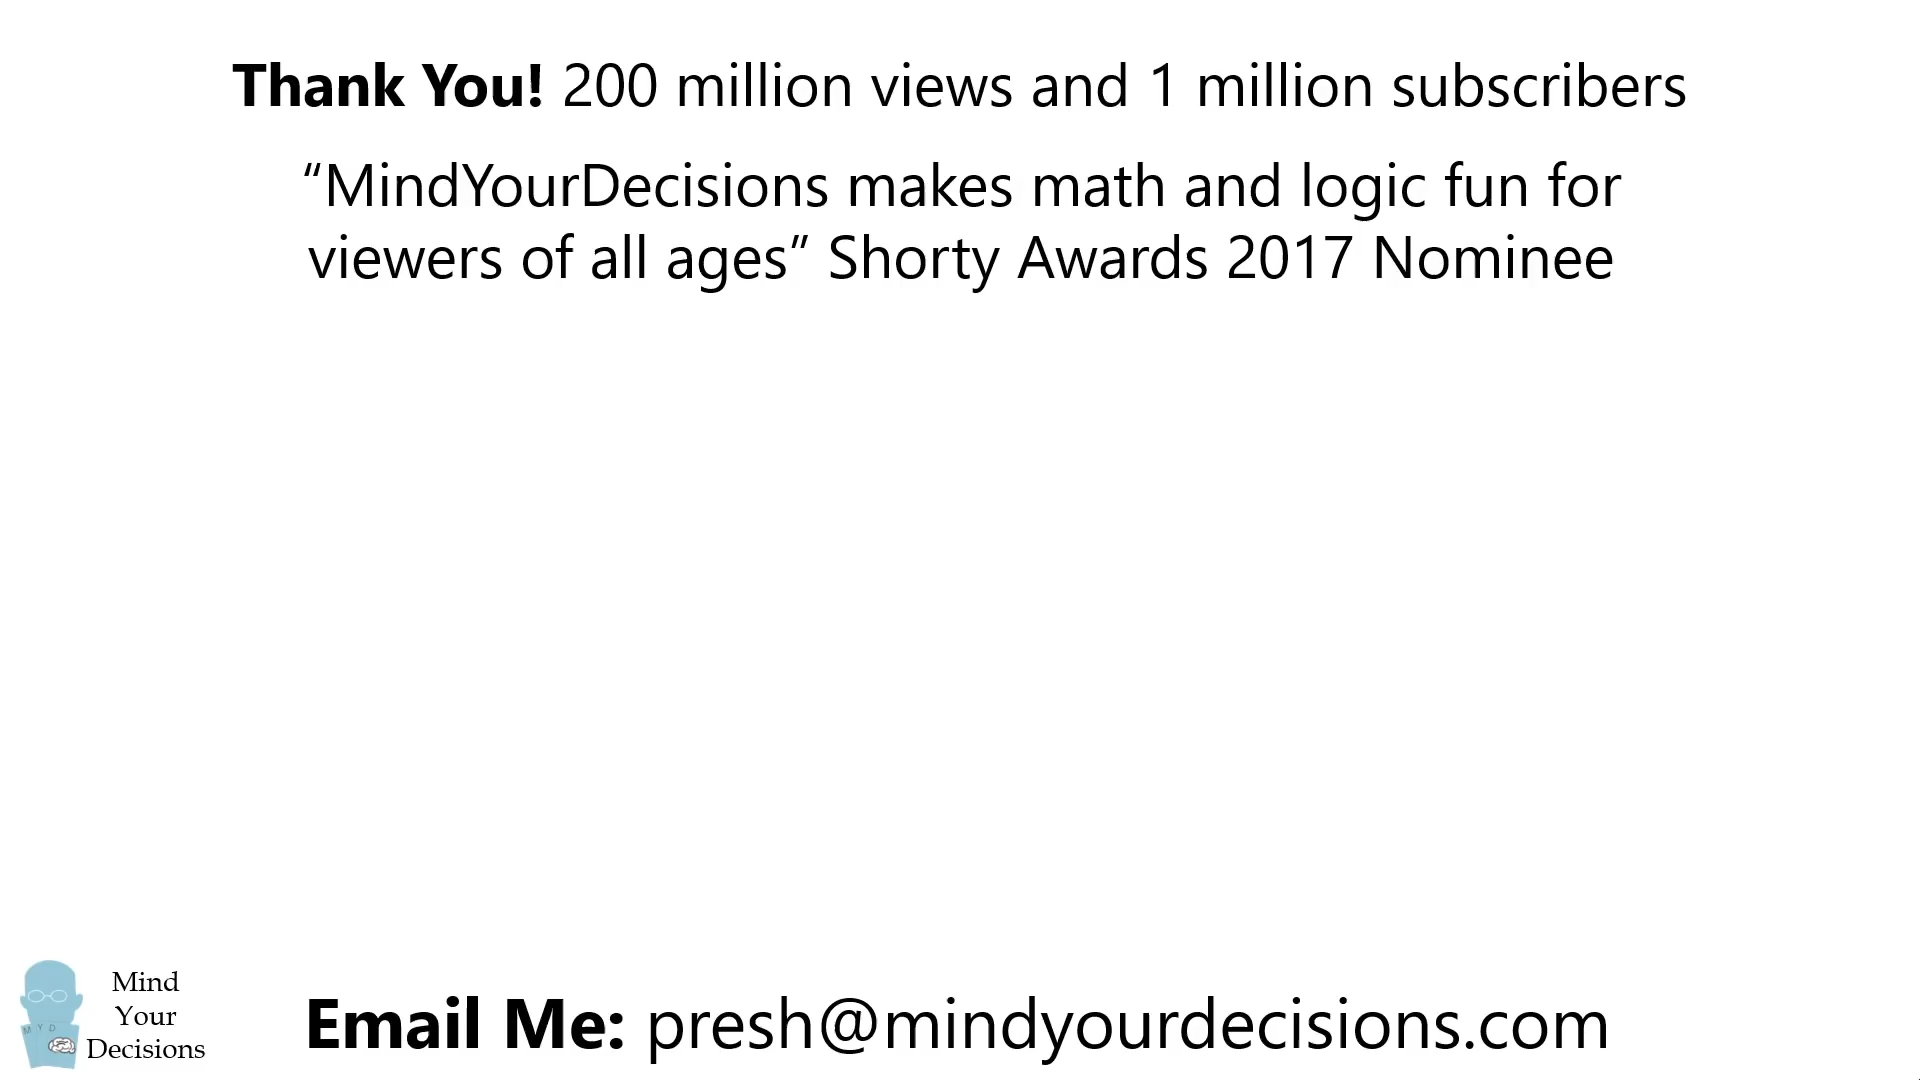 Thank You! 200 million views and 1 million subscribers
“MindYourDecisions makes math and logic fun for
viewers of all ages” Shorty Awards 2017 Nominee
M Y D
Mind
Your
Decisions
Email Me: presh@mindyourdecisions.com